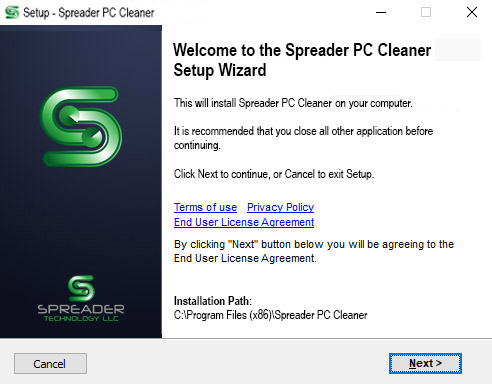 Setup - Spreader PC Cleaner
Welcome to the Spreader PC Cleaner
Setup Wizard
This will install Spreader PC Cleaner on your computer.
It is recommended that you close all other application before
continuing.
Click Next to continue, or Cancel to exit Setup.
Terms of use Privacy Policy
End User License Agreement
By clicking "Next" button below you will be agreeing to the
End User License Agreement.
SPREADER
TECHNOLOGY LLC
Installation Path:
C:\Program Files (x86)\Spreader PC Cleaner
Cancel
Next >